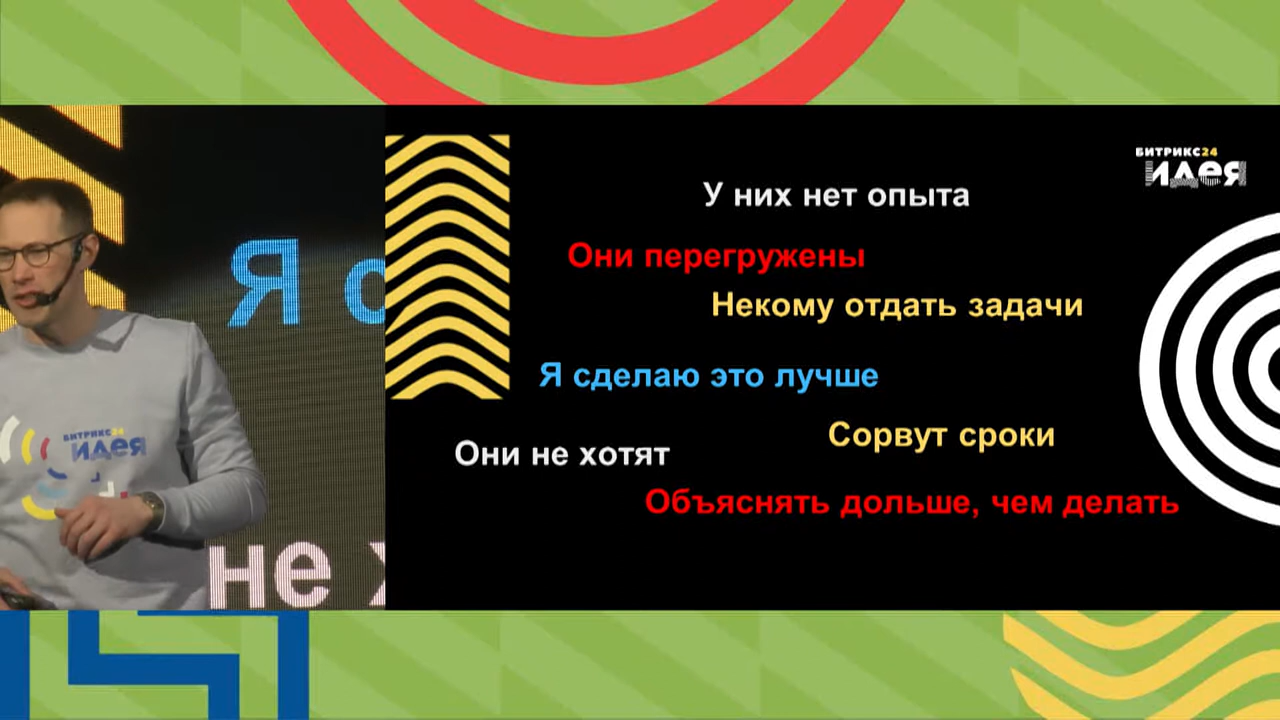 БИТРИКС24
ИДЕЯ
У них нет опыта
Они перегружены
Некому отдать задачи
Я сделаю это лучше
Сорвут сроки
Они не хотят
Объяснять дольше, чем делать
Я с
не
БИТРИКС24
ИДЕЯ